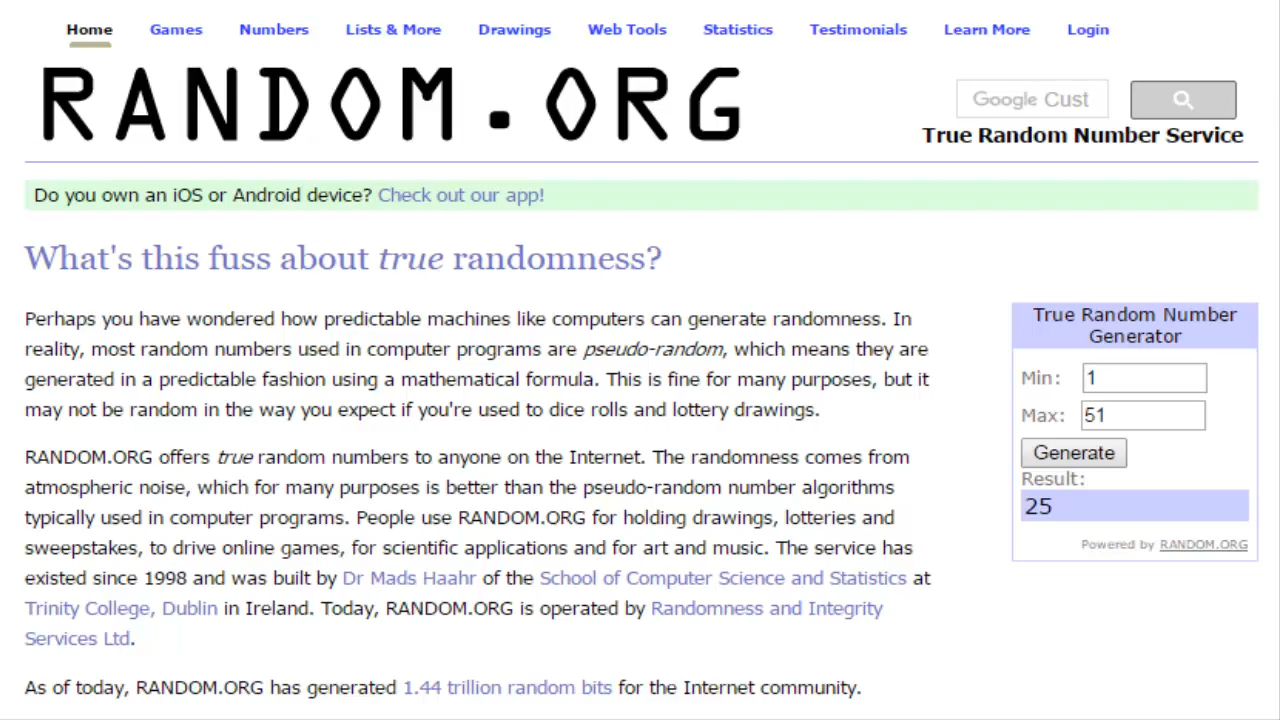 Home Games Numbers Lists & More Drawings Web Tools Statistics Testimonials Learn More Login
RANDOM.ORG
Google Cust
True Random Number Service
Do you own an iOS or Android device? Check out our app!
What's this fuss about true randomness?
Perhaps you have wondered how predictable machines like computers can generate randomness. In
reality, most random numbers used in computer programs are pseudo-random, which means they are
generated in a predictable fashion using a mathematical formula. This is fine for many purposes, but it
may not be random in the way you expect if you're used to dice rolls and lottery drawings.
RANDOM.ORG offers true random numbers to anyone on the Internet. The randomness comes from
atmospheric noise, which for many purposes is better than the pseudo-random number algorithms
typically used in computer programs. People use RANDOM.ORG for holding drawings, lotteries and
sweepstakes, to drive online games, for scientific applications and for art and music. The service has
existed since 1998 and was built by Dr Mads Haahr of the School of Computer Science and Statistics at
Trinity College, Dublin in Ireland. Today, RANDOM.ORG is operated by Randomness and Integrity
Services Ltd.
As of today, RANDOM.ORG has generated 1.44 trillion random bits for the Internet community.
True Random Number
Generator
Min: 1
Max: 51
Generate
Result:
25
Powered by RANDOM.ORG